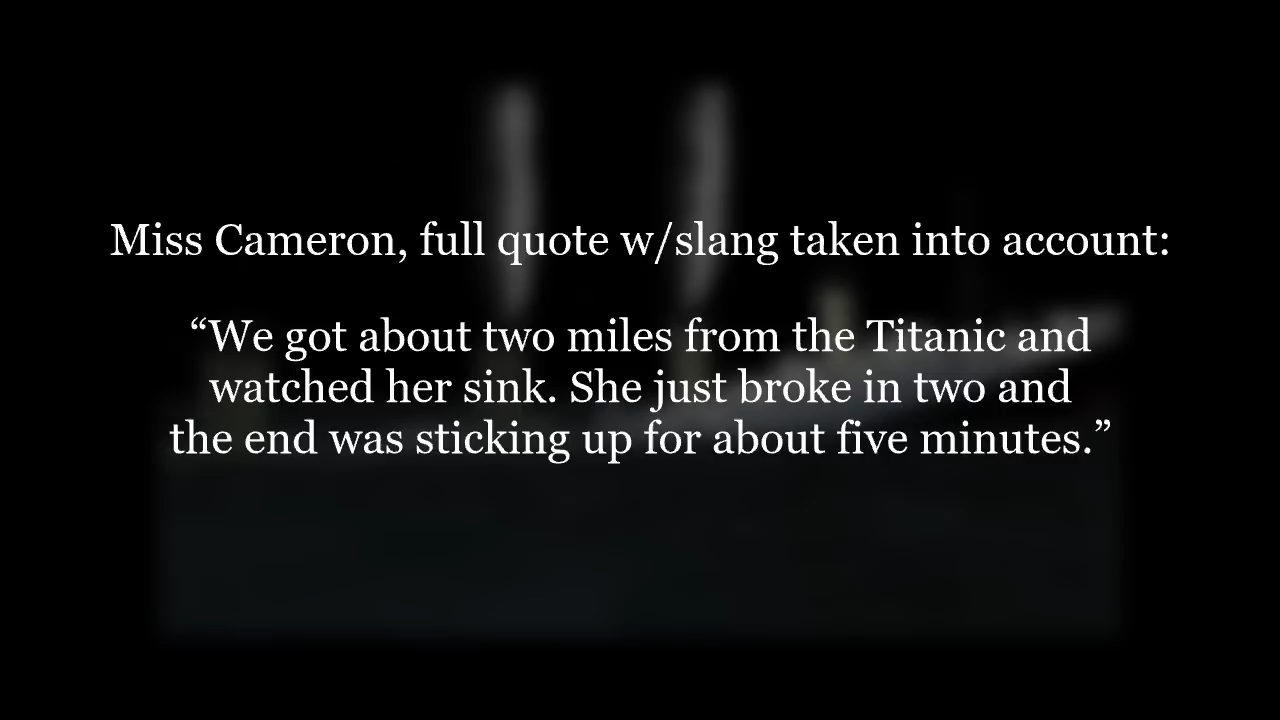 Miss Cameron, full quote w/slang taken into account:
“We got about two miles from the Titanic and
watched her sink. She just broke in two and
the end was sticking up for about five minutes.”